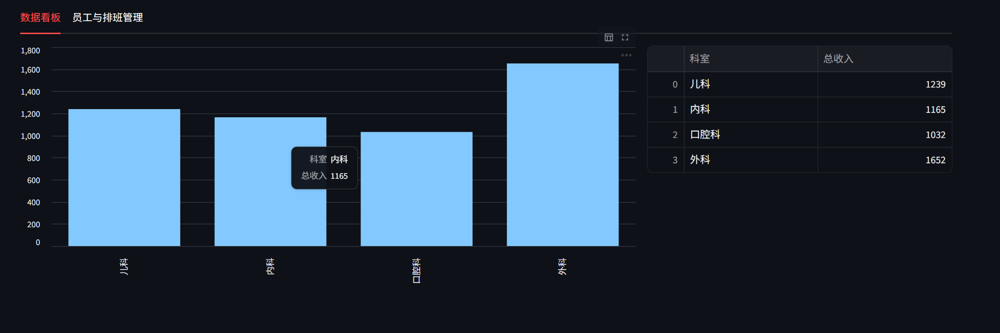 数据看板 员工与排班管理
1,800
1,600
1,400
1,200
1,000
800
600
400
200
0
儿科 内科 口腔科 外科
科室 内科
总收入 1165
科室 总收入
0 儿科 1239
1 内科 1165
2 口腔科 1032
3 外科 1652